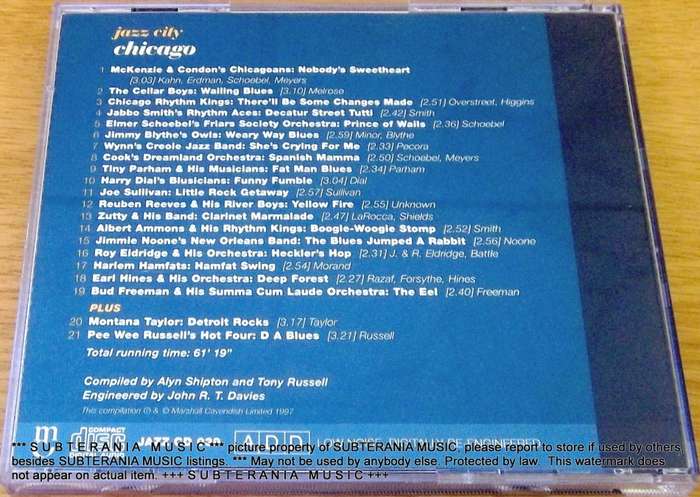 jazz city
chicago
1 McKenzie & Condon's Chicagoans: Nobody's Sweetheart
[3.03] Kahn, Erdman, Schoebel, Meyers
2 The Cellar Boys: Wailing Blues [3.10] Melrose
3 Chicago Rhythm Kings: There'll Be Some Changes Made [2.51] Overstreet, Higgins
4 Jabbo Smith's Rhythm Aces: Decatur Street Tutti [2.42] Smith
5 Elmer Schoebel's Friars Society Orchestra: Prince of Wails [2.36] Schoebel
6 Jimmy Blythe's Owls: Weary Way Blues [2.59] Minor, Blythe
7 Wynn's Creole Jazz Band: She's Crying For Me [2.33] Pecora
8 Cook's Dreamland Orchestra: Spanish Mamma [2.50] Schoebel, Meyers
9 Tiny Parham & His Musicians: Fat Man Blues [2.34] Parham
10 Harry Dial's Blusicians: Funny Fumble [3.04] Dial
11 Joe Sullivan: Little Rock Getaway [2.57] Sullivan
12 Reuben Reeves & His River Boys: Yellow Fire [2.55] Unknown
13 Zutty & His Band: Clarinet Marmalade [2.47] LaRocca, Shields
14 Albert Ammons & His Rhythm Kings: Boogie-Woogie Stomp [2.52] Smith
15 Jimmie Noone's New Orleans Band: The Blues Jumped A Rabbit [2.56] Noone
16 Roy Eldridge & His Orchestra: Heckler's Hop [2.31] J. & R. Eldridge, Battle
17 Harlem Hamfats: Hamfat Swing [2.54] Morand
18 Earl Hines & His Orchestra: Deep Forest [2.27] Razaf, Forsythe, Hines
19 Bud Freeman & His Summa Cum Laude Orchestra: The Eel [2.40] Freeman
PLUS
20 Montana Taylor: Detroit Rocks [3.17] Taylor
21 Pee Wee Russell's Hot Four: D A Blues [3.21] Russell
Total running time: 61' 19"
Compiled by Alyn Shipton and Tony Russell
Engineered by John R. T. Davies
This compilation ℗ & © Marshall Cavendish Limited 1997
m COMPACT disc JAZZ CD ADD LOW NOISE ENGINEERED
*** S U B T E R A N I A M U S I C *** picture property of SUBTERANIA MUSIC, please report to store if used by others
besides SUBTERANIA MUSIC listings. *** May not be used by anybody else. Protected by law. This watermark does
not appear on actual item. +++ S U B T E R A N I A M U S I C +++